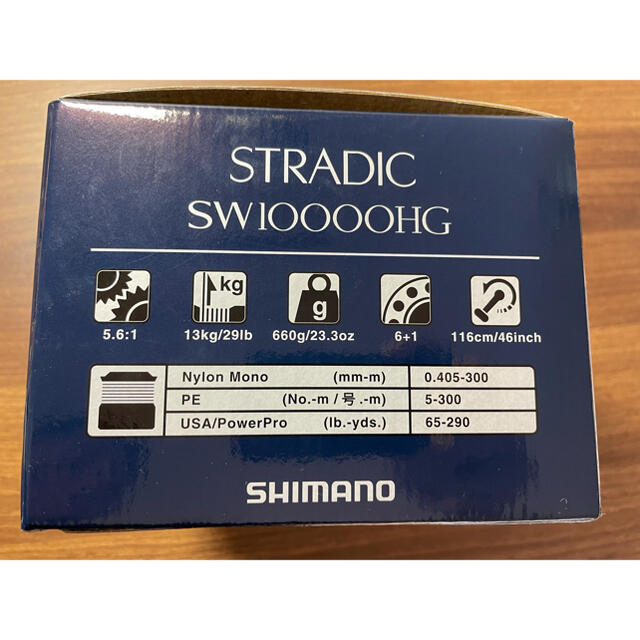 STRADIC
SW10000HG
kg
g
5.6:1 13kg/29lb 660g/23.3oz 6+1 116cm/46inch
Nylon Mono (mm-m) 0.405-300
PE (No.-m / 号.-m) 5-300
USA/PowerPro (lb.-yds.) 65-290
SHIMANO